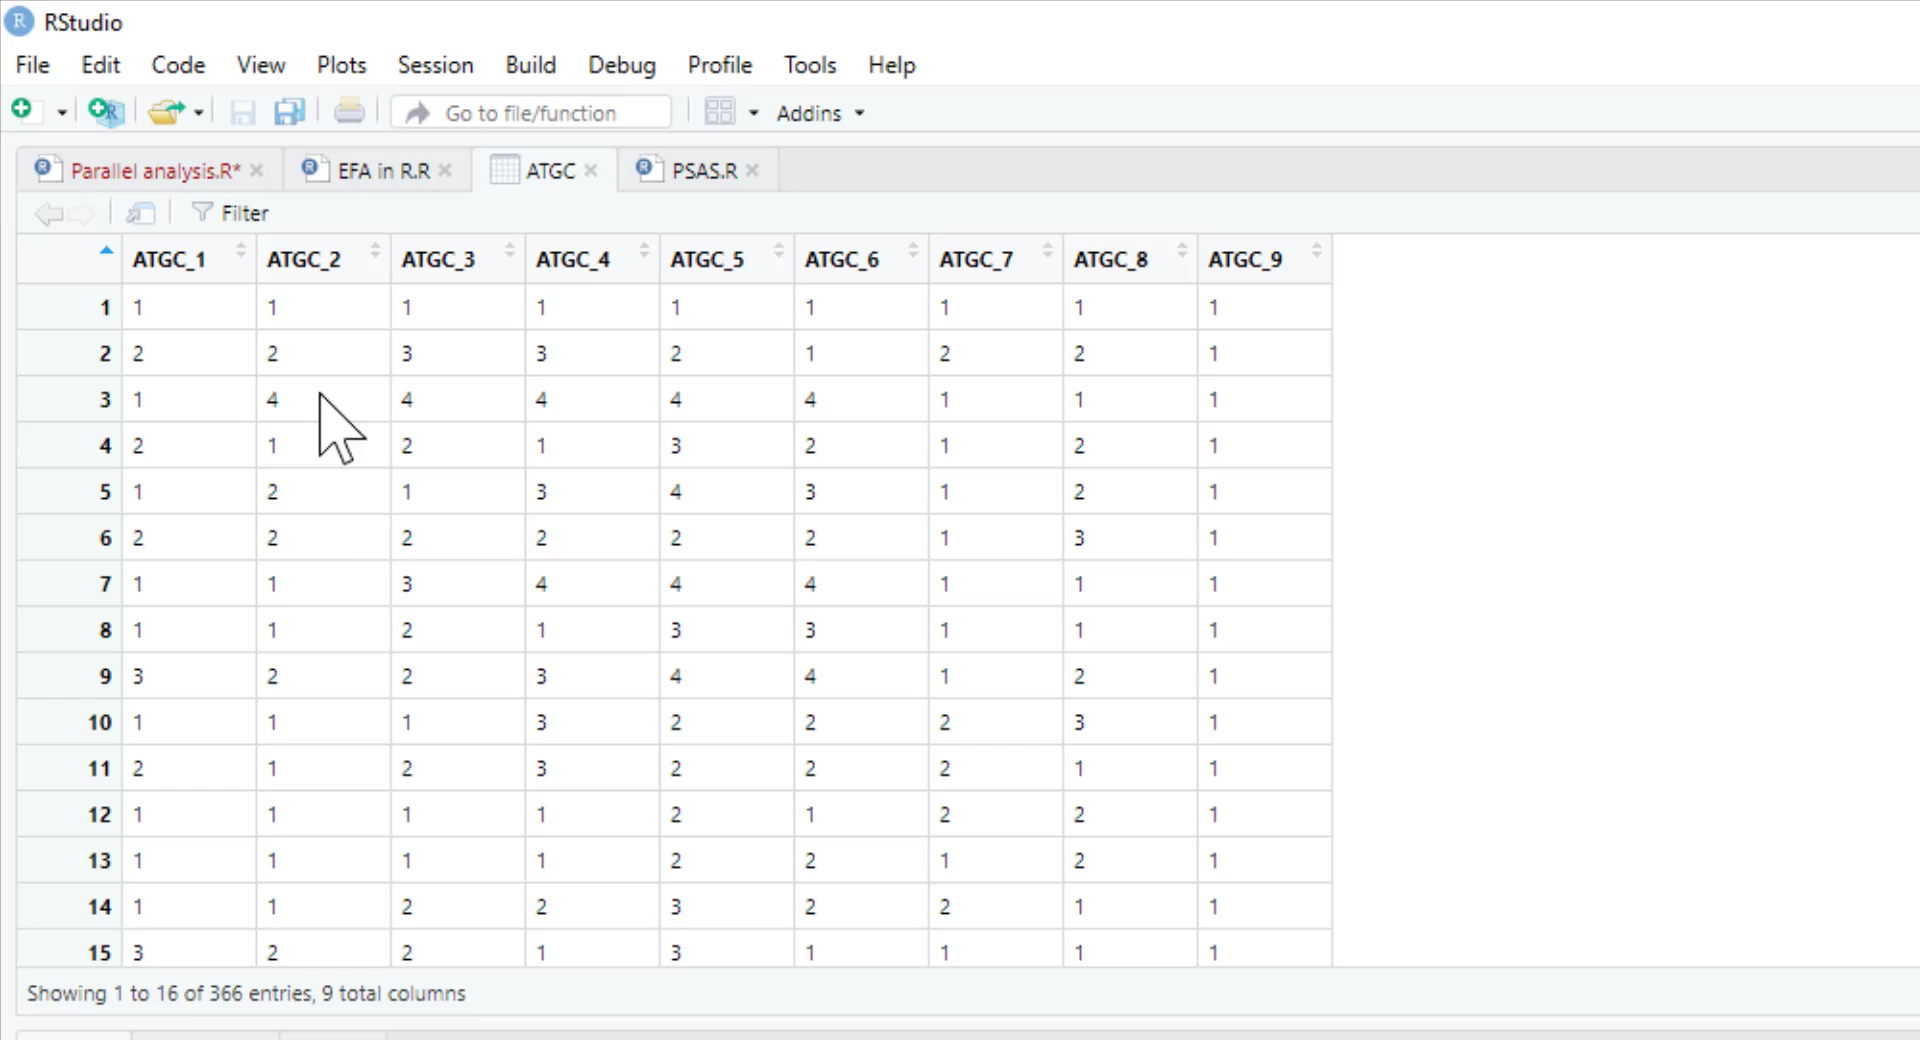 RStudio
File Edit Code View Plots Session Build Debug Profile Tools Help
Go to file/function Addins
Parallel analysis.R* EFA in R.R ATGC PSAS.R
Filter
ATGC_1 ATGC_2 ATGC_3 ATGC_4 ATGC_5 ATGC_6 ATGC_7 ATGC_8 ATGC_9
1 1 1 1 1 1 1 1 1 1
2 2 2 3 3 2 1 2 2 1
3 1 4 4 4 4 4 1 1 1
4 2 1 2 1 3 2 1 2 1
5 1 2 1 3 4 3 1 2 1
6 2 2 2 2 2 2 1 3 1
7 1 1 3 4 4 4 1 1 1
8 1 1 2 1 3 3 1 1 1
9 3 2 2 3 4 4 1 2 1
10 1 1 1 3 2 2 2 3 1
11 2 1 2 3 2 2 2 1 1
12 1 1 1 1 2 1 2 2 1
13 1 1 1 1 2 2 1 2 1
14 1 1 2 2 3 2 2 1 1
15 3 2 2 1 3 1 1 1 1
Showing 1 to 16 of 366 entries, 9 total columns